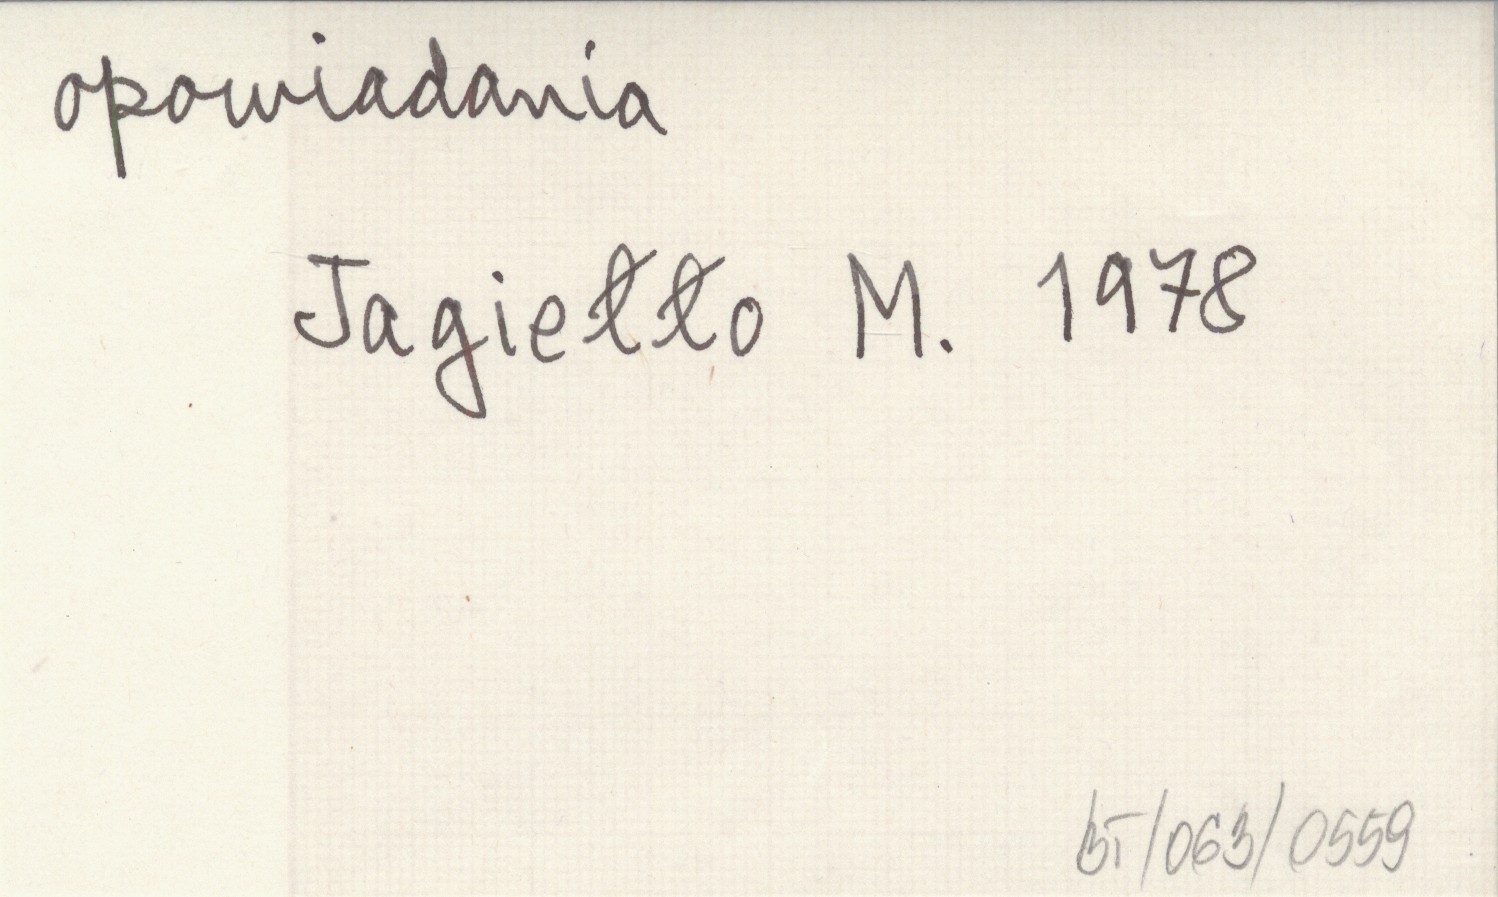 opowiadania
Jagiełło M. 1978
BT/063/0559